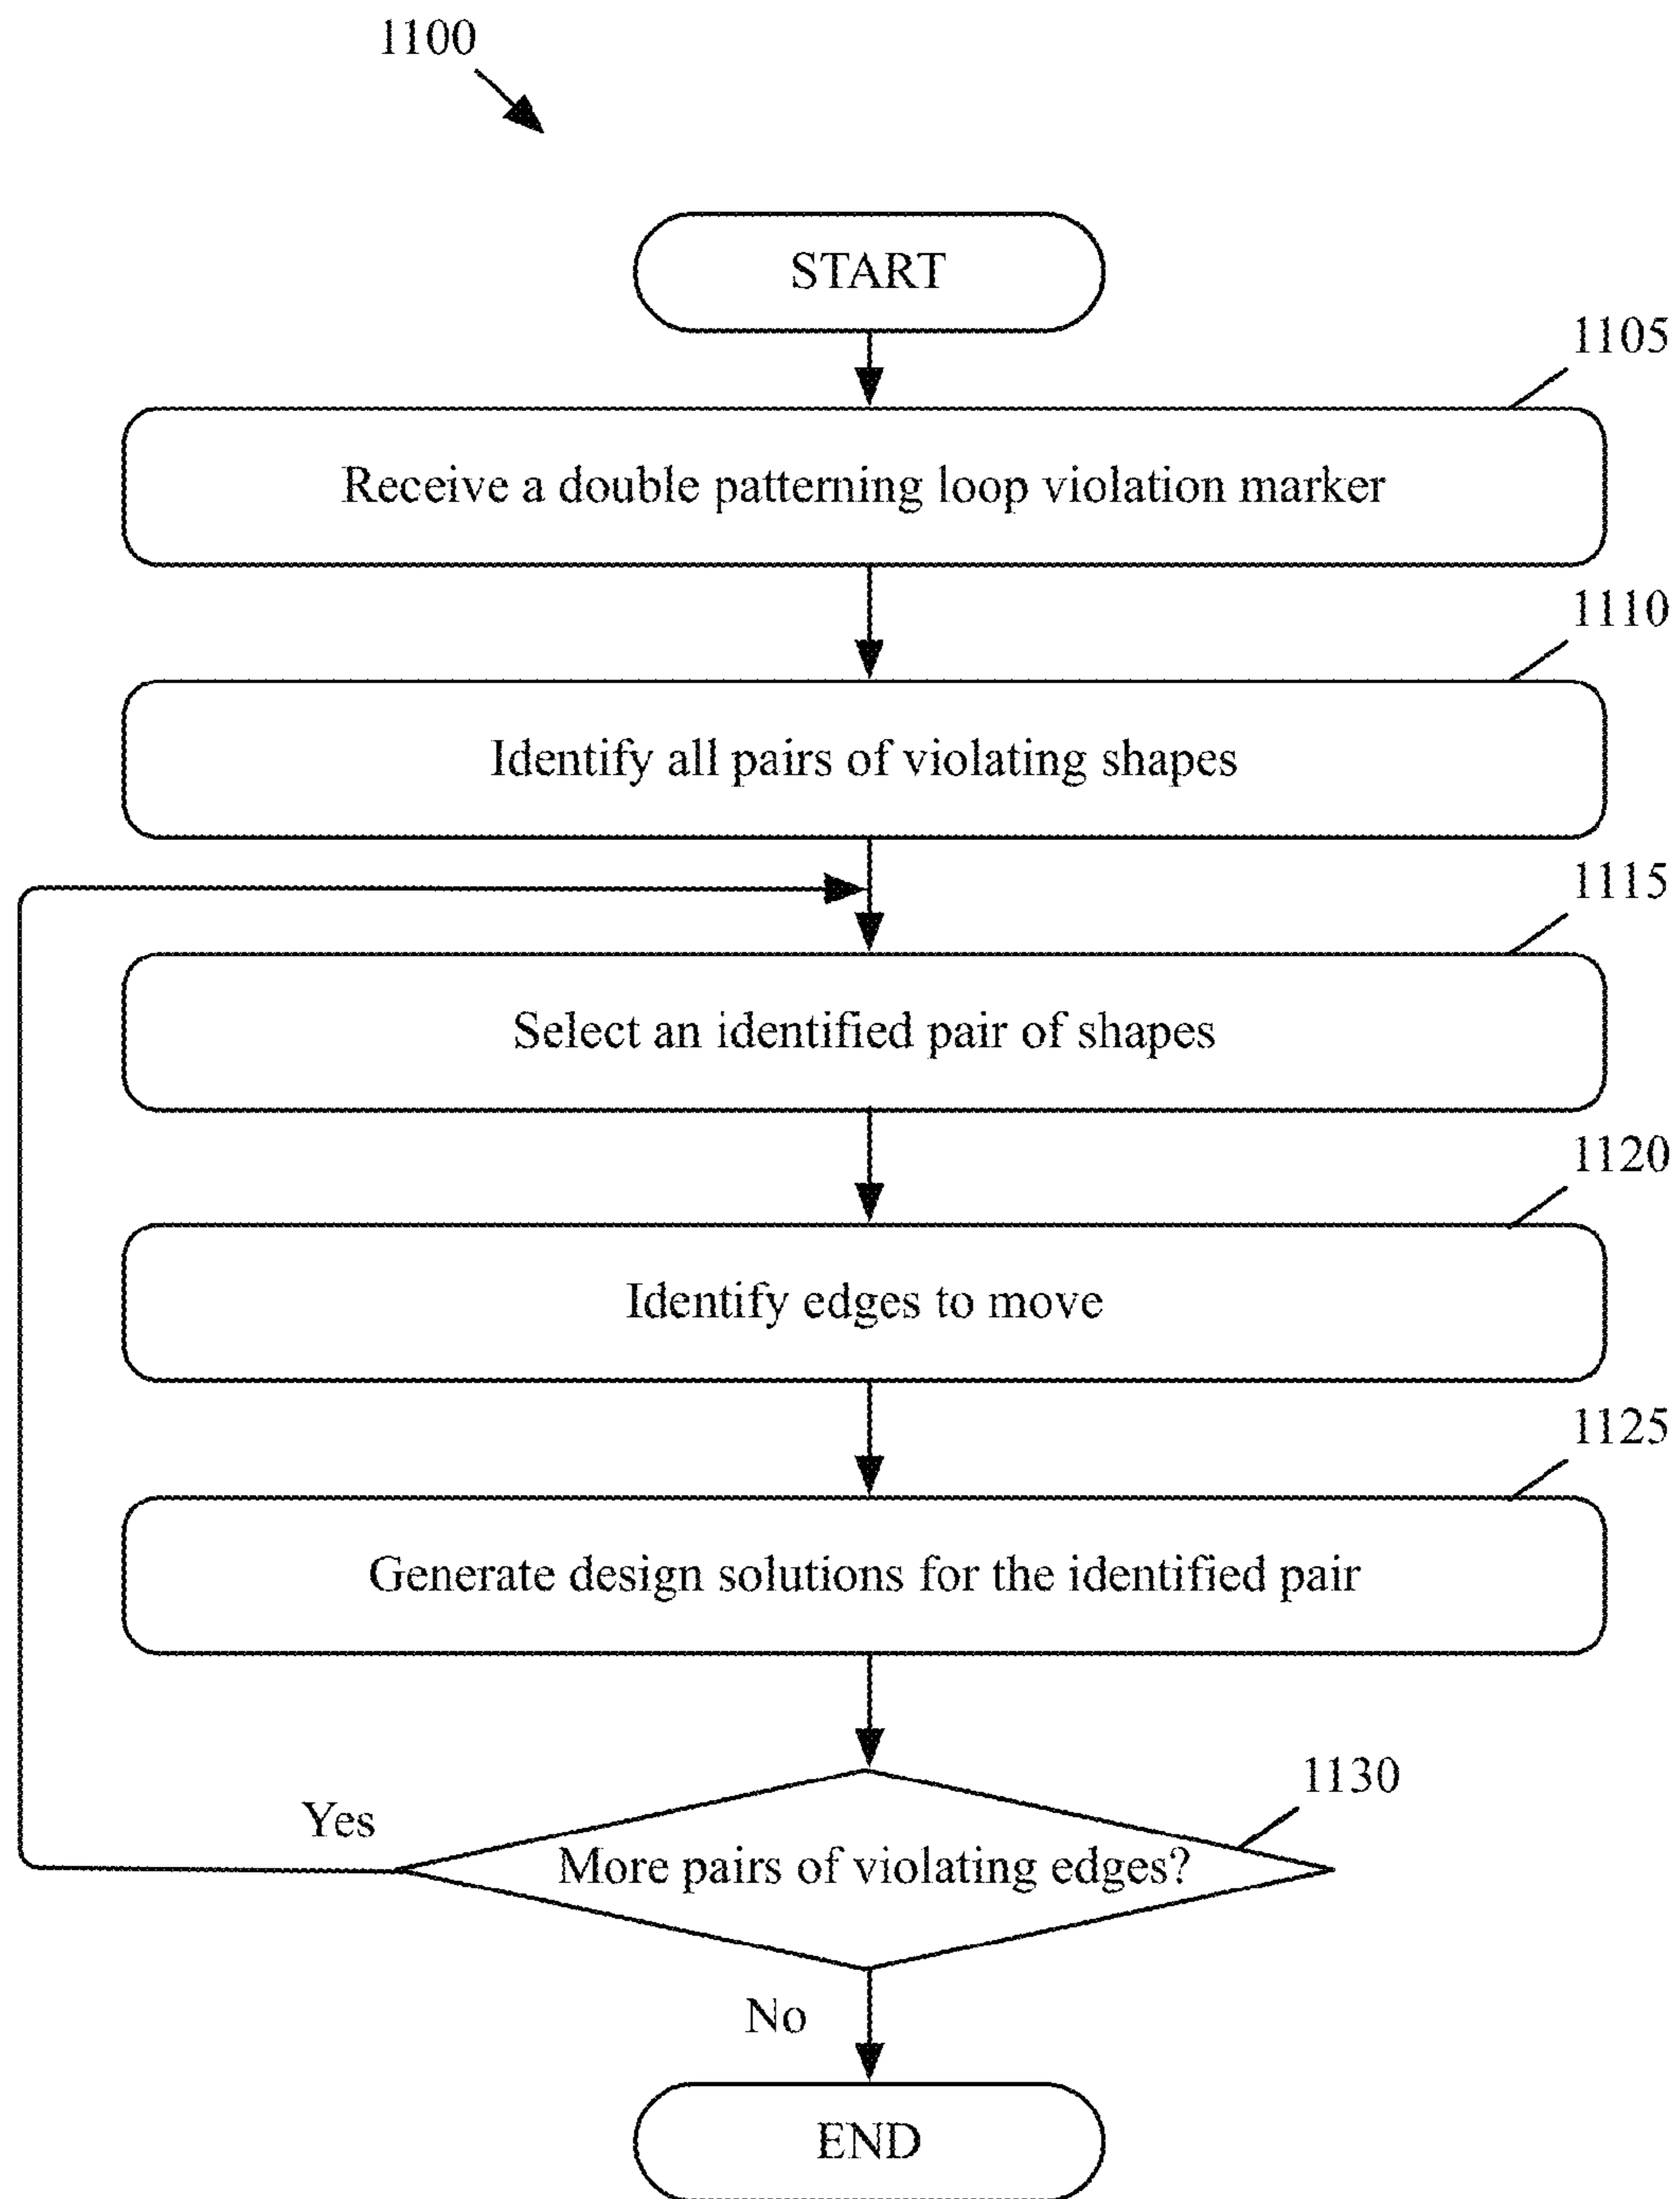 1100
START
1105
Receive a double patterning loop violation marker
1110
Identify all pairs of violating shapes
1115
Select an identified pair of shapes
1120
Identify edges to move
1125
Generate design solutions for the identified pair
1130
Yes
More pairs of violating edges?
No
END